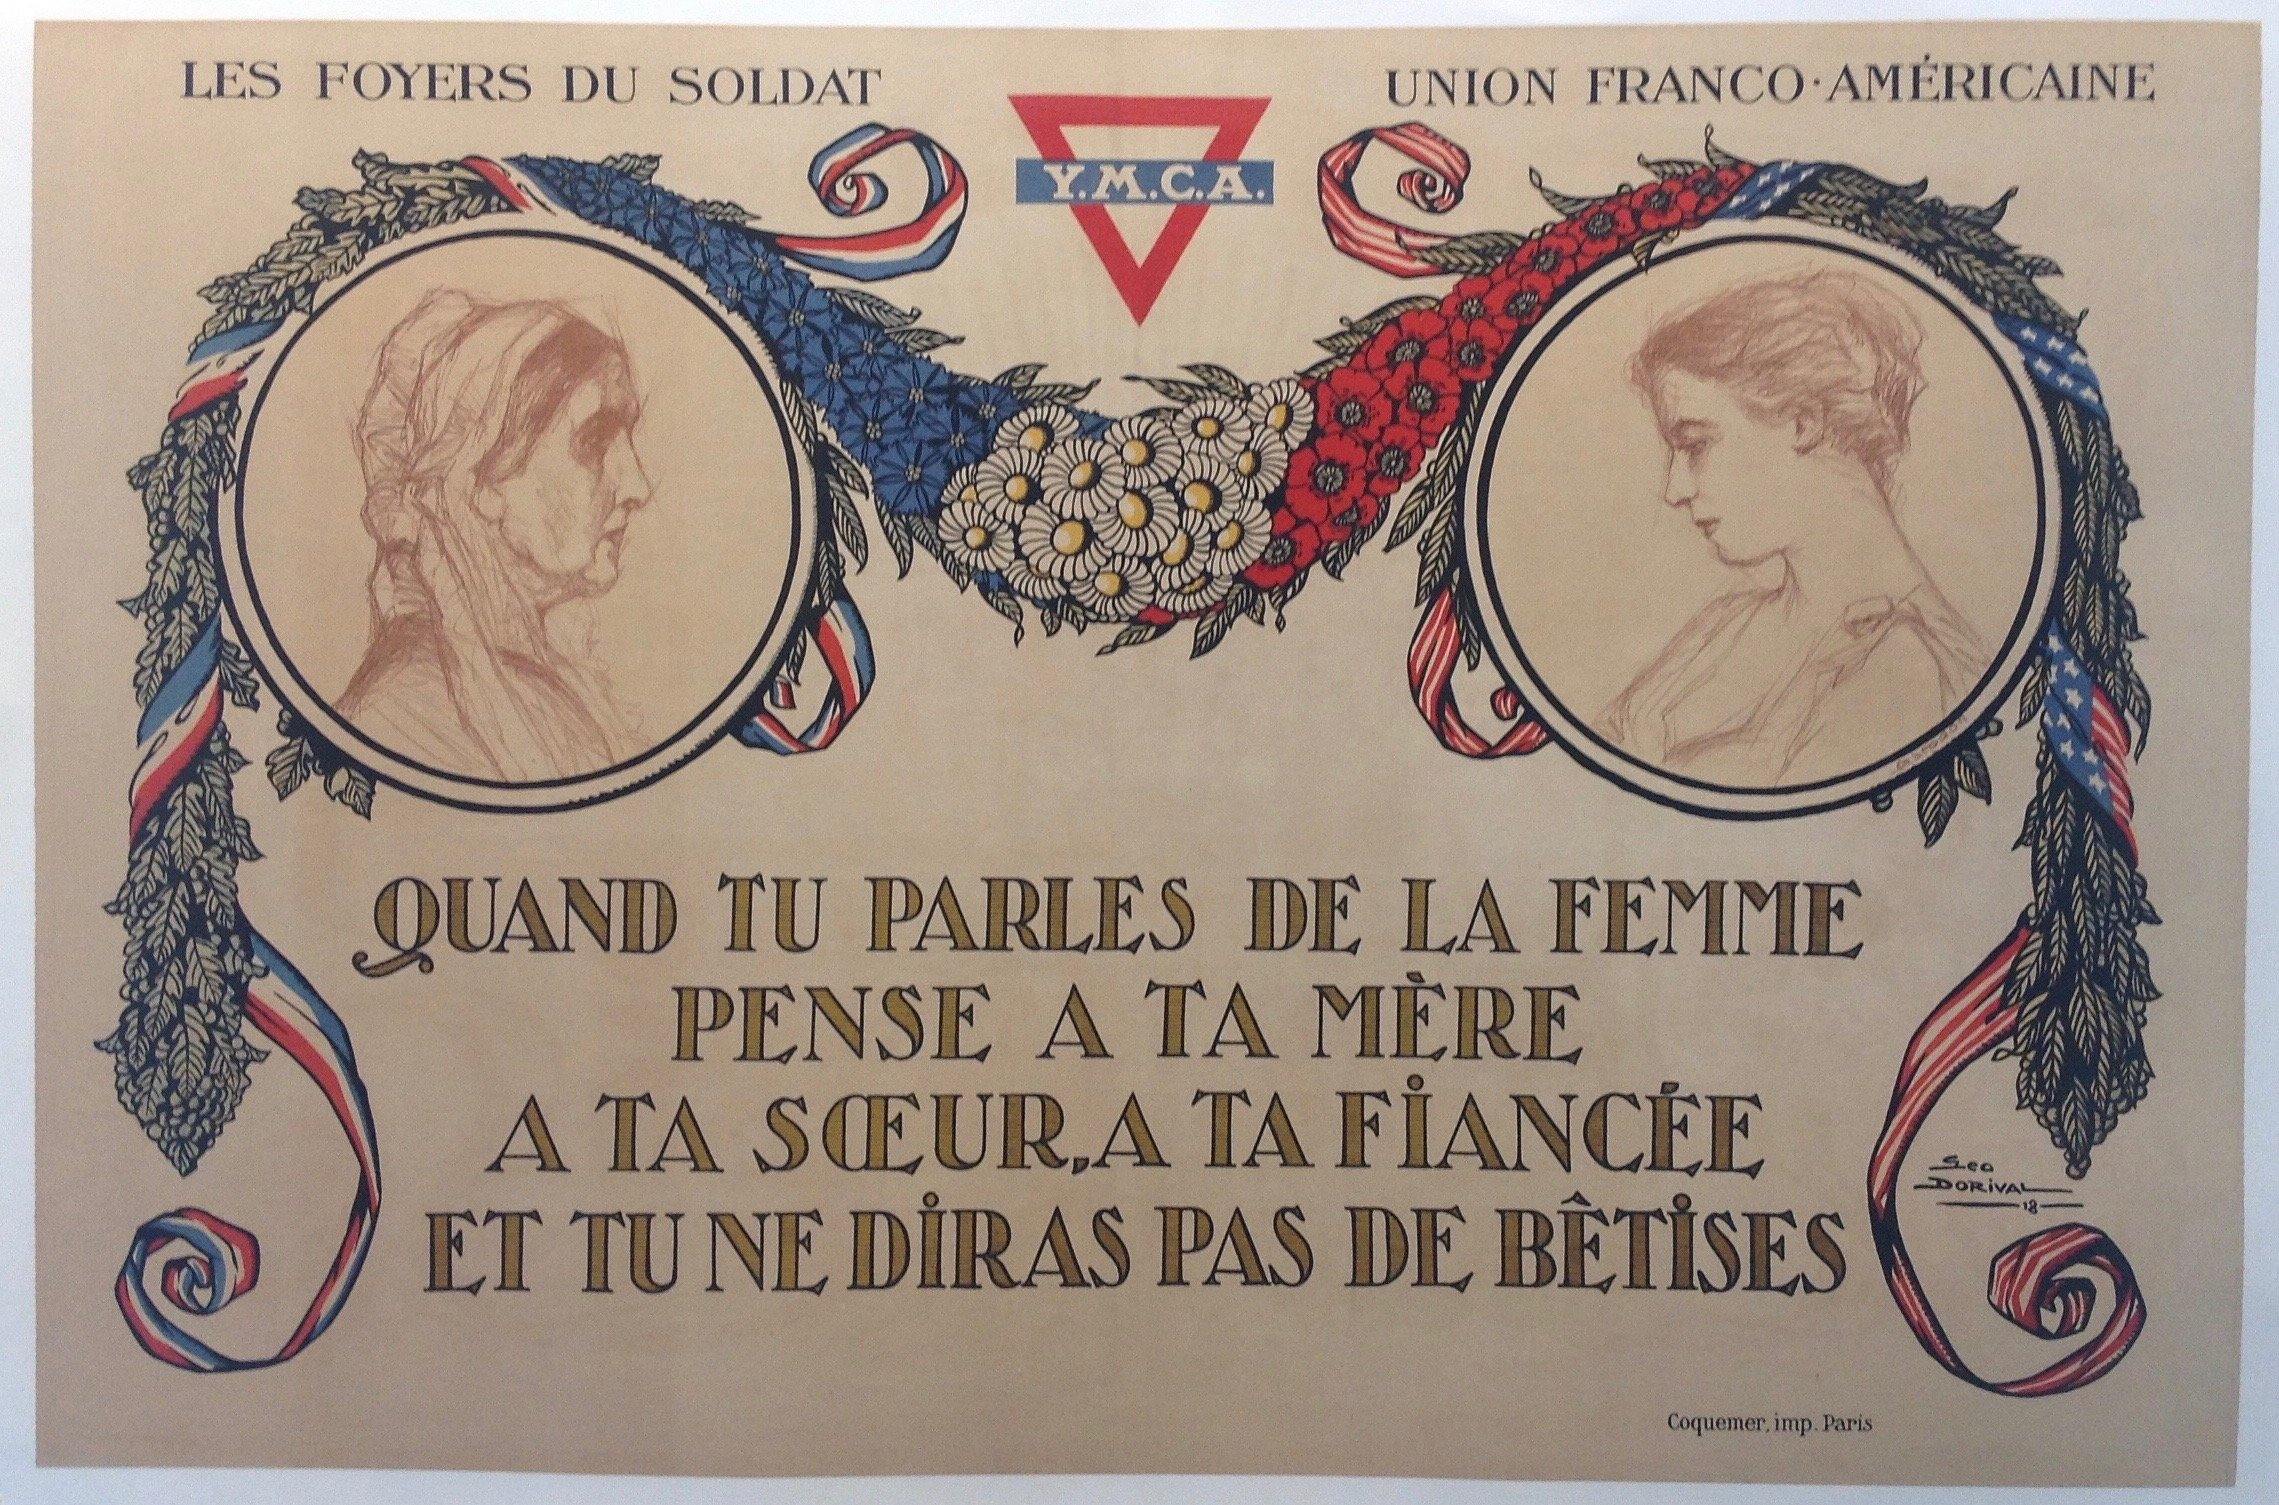 LES FOYERS DU SOLDAT
UNION FRANCO·AMÉRICAINE
Y.M.C.A.
QUAND TU PARLES DE LA FEMME
PENSE A TA MÈRE
A TA SŒUR, A TA FIANCÉE
ET TU NE DIRAS PAS DE BÊTISES
Geo
DORIVAL
18
Coquemer, imp. Paris